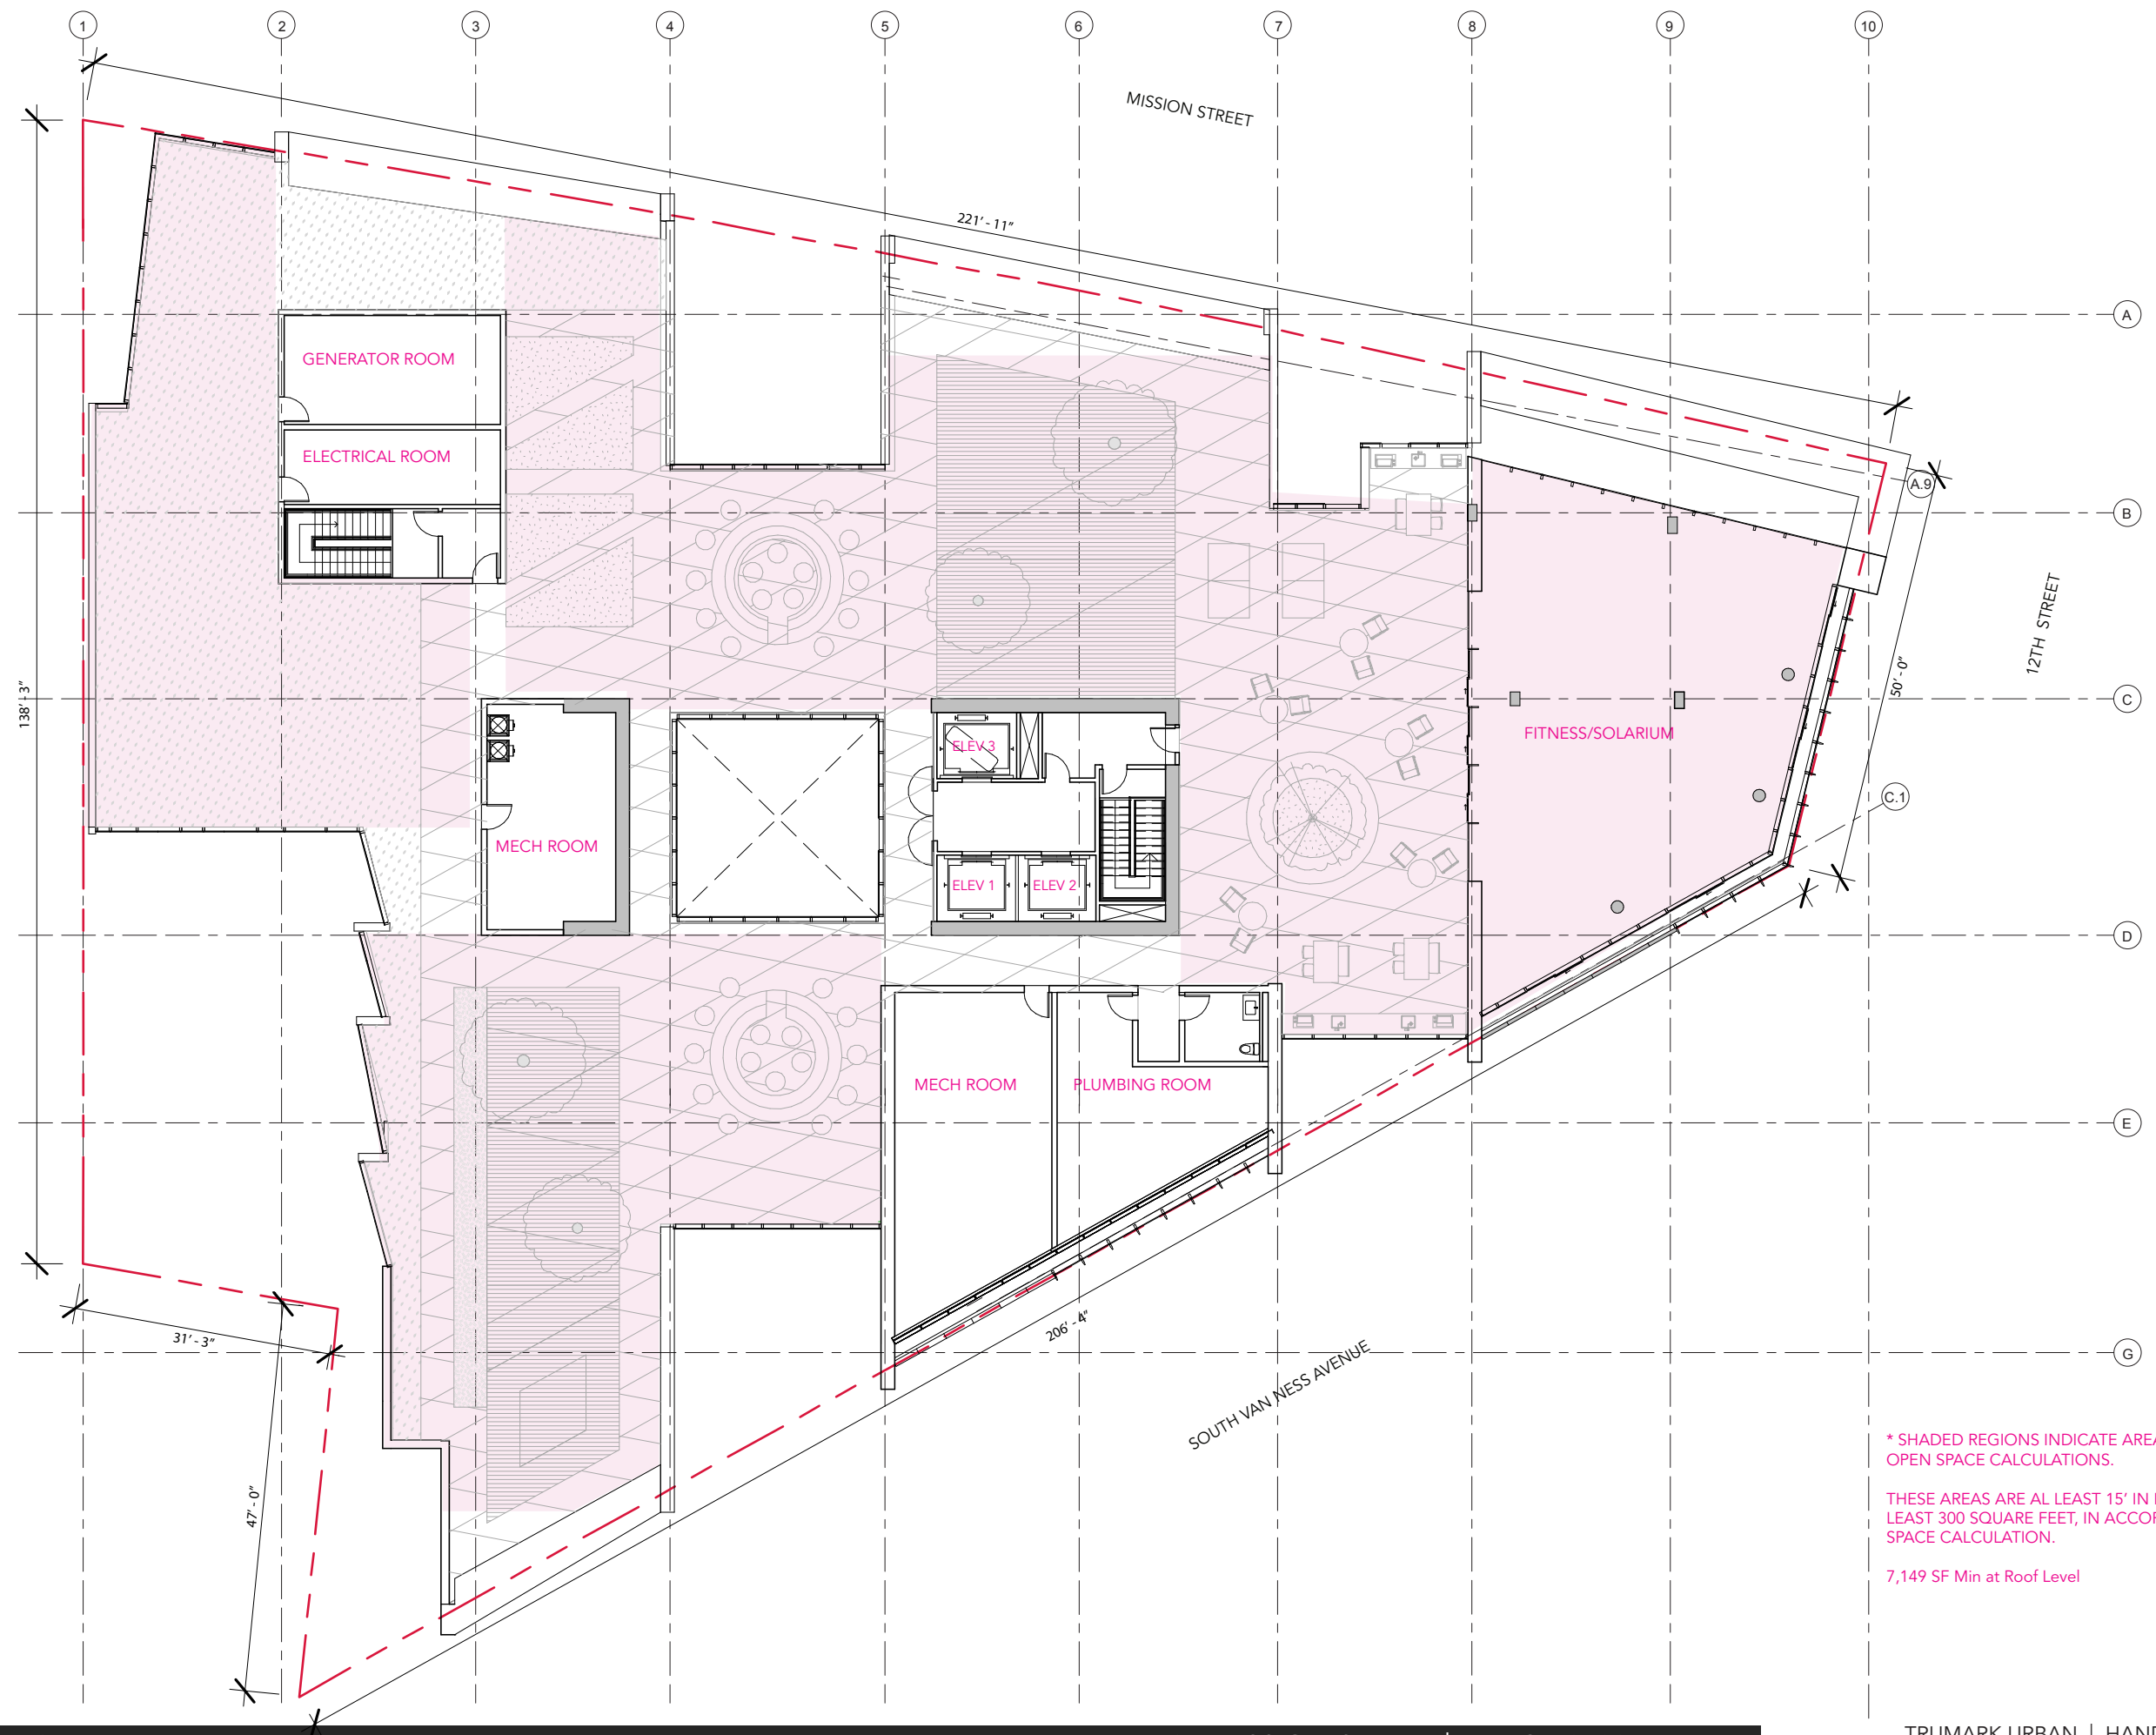 1 2 3 4 5 6 7 8 9 10
MISSION STREET
221' - 11"
A
GENERATOR ROOM
ELECTRICAL ROOM
A.9
B
12TH STREET
50' - 0"
138' - 3"
C
FITNESS/SOLARIUM
ELEV 3
C.1
MECH ROOM
ELEV 1 ELEV 2
D
MECH ROOM PLUMBING ROOM
E
31' - 3"
206' - 4"
G
SOUTH VAN NESS AVENUE
47' - 0"
* SHADED REGIONS INDICATE
OPEN SPACE CALCULATIONS.
THESE AREAS ARE AL LEAST 15' IN
LEAST 300 SQUARE FEET, IN
SPACE CALCULATION.
7,149 SF Min at Roof Level
TRUMARK URBAN |